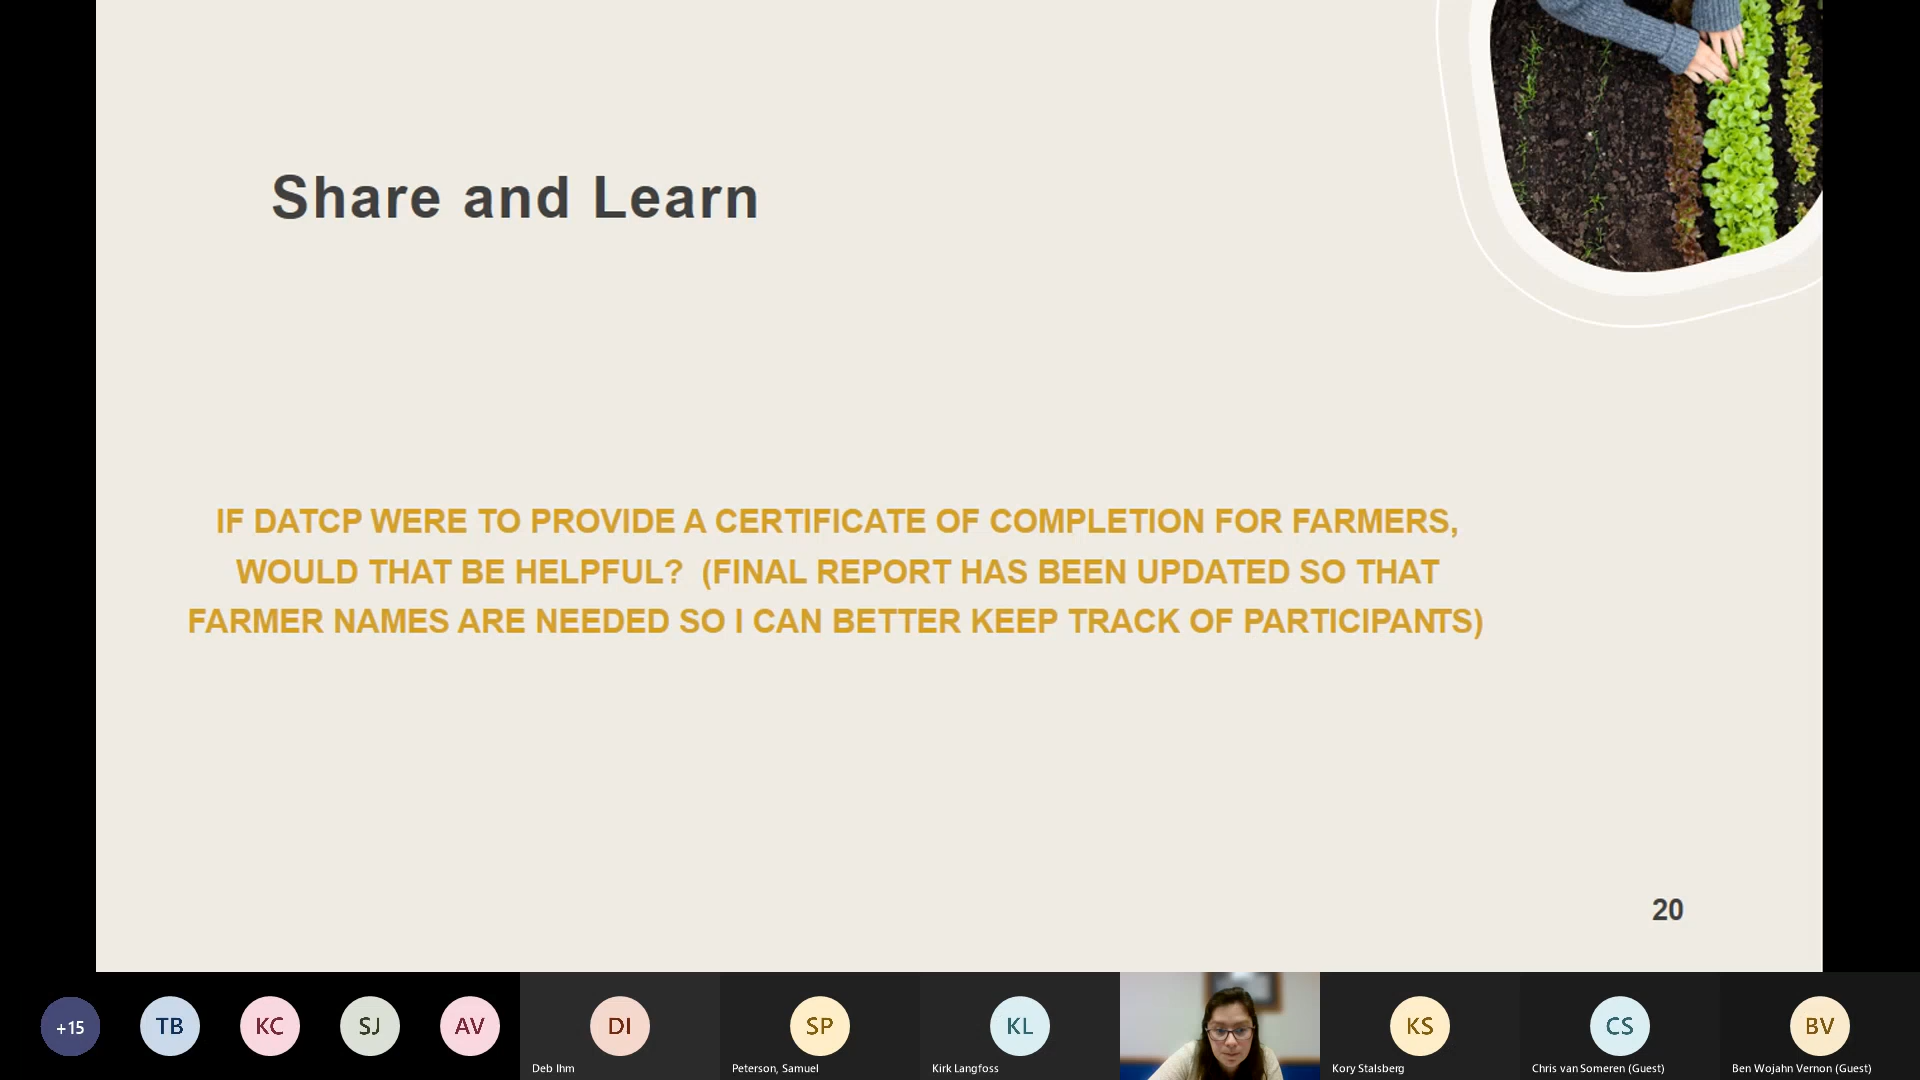 Share and Learn
IF DATCP WERE TO PROVIDE A CERTIFICATE OF COMPLETION FOR FARMERS,
WOULD THAT BE HELPFUL? (FINAL REPORT HAS BEEN UPDATED SO THAT
FARMER NAMES ARE NEEDED SO I CAN BETTER KEEP TRACK OF PARTICIPANTS)
20
+15
TB
KC
SJ
AV
DI
Deb Ihm
SP
Peterson, Samuel
KL
Kirk Langfoss
KS
Kory Stalsberg
CS
Chris van Someren (Guest)
BV
Ben Wojahn Vernon (Guest)